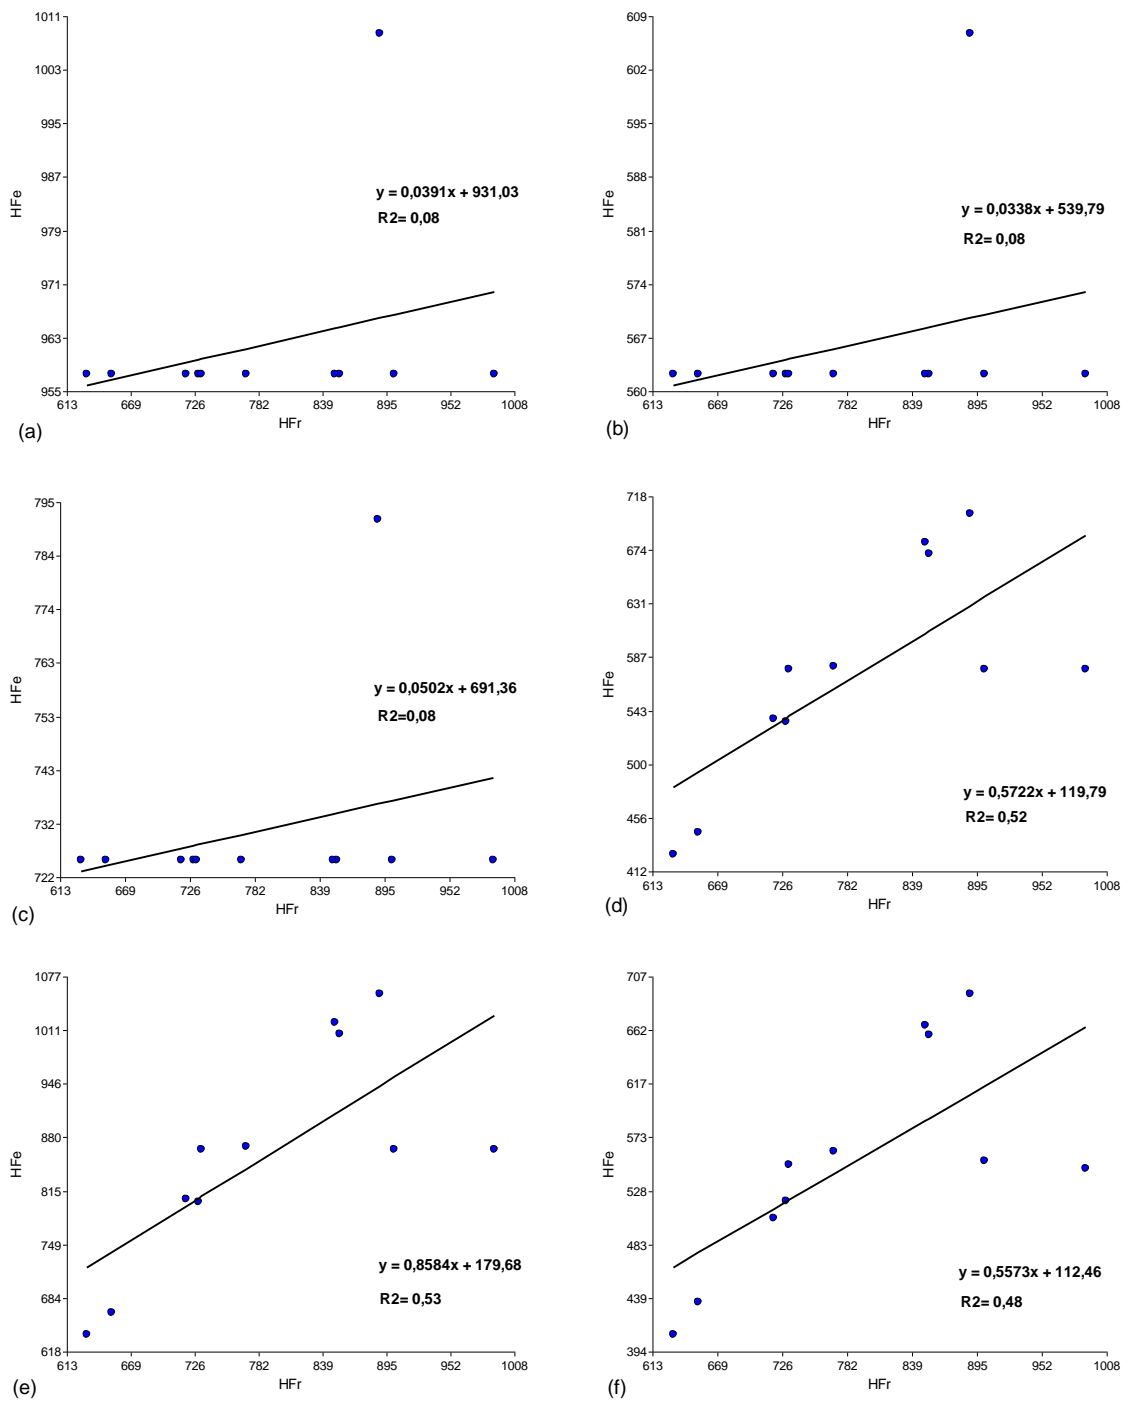 1011
1003
995
987
979
971
963
955
HFe
y = 0,0391x + 931,03
R2= 0,08
613 669 726 782 839 895 952 1008
HFr
(a)
609
602
595
588
581
574
567
560
HFe
y = 0,0338x + 539,79
R2= 0,08
613 669 726 782 839 895 952 1008
HFr
(b)
795
784
774
763
753
743
732
722
HFe
y = 0,0502x + 691,36
R2=0,08
613 669 726 782 839 895 952 1008
HFr
(c)
718
674
631
587
543
500
456
412
HFe
y = 0,5722x + 119,79
R2= 0,52
613 669 726 782 839 895 952 1008
HFr
(d)
1077
1011
946
880
815
749
684
618
HFe
y = 0,8584x + 179,68
R2= 0,53
613 669 726 782 839 895 952 1008
HFr
(e)
707
662
617
573
528
483
439
394
HFe
y = 0,5573x + 112,46
R2= 0,48
613 669 726 782 839 895 952 1008
HFr
(f)